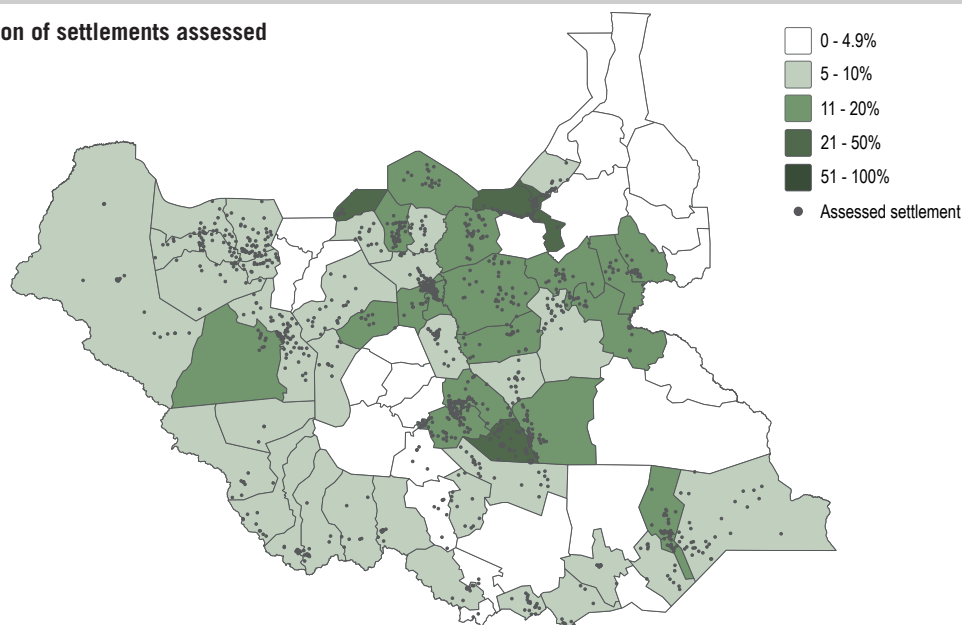 on of settlements assessed
0 - 4.9%
5 - 10%
11 - 20%
21 - 50%
51 - 100%
Assessed settlement